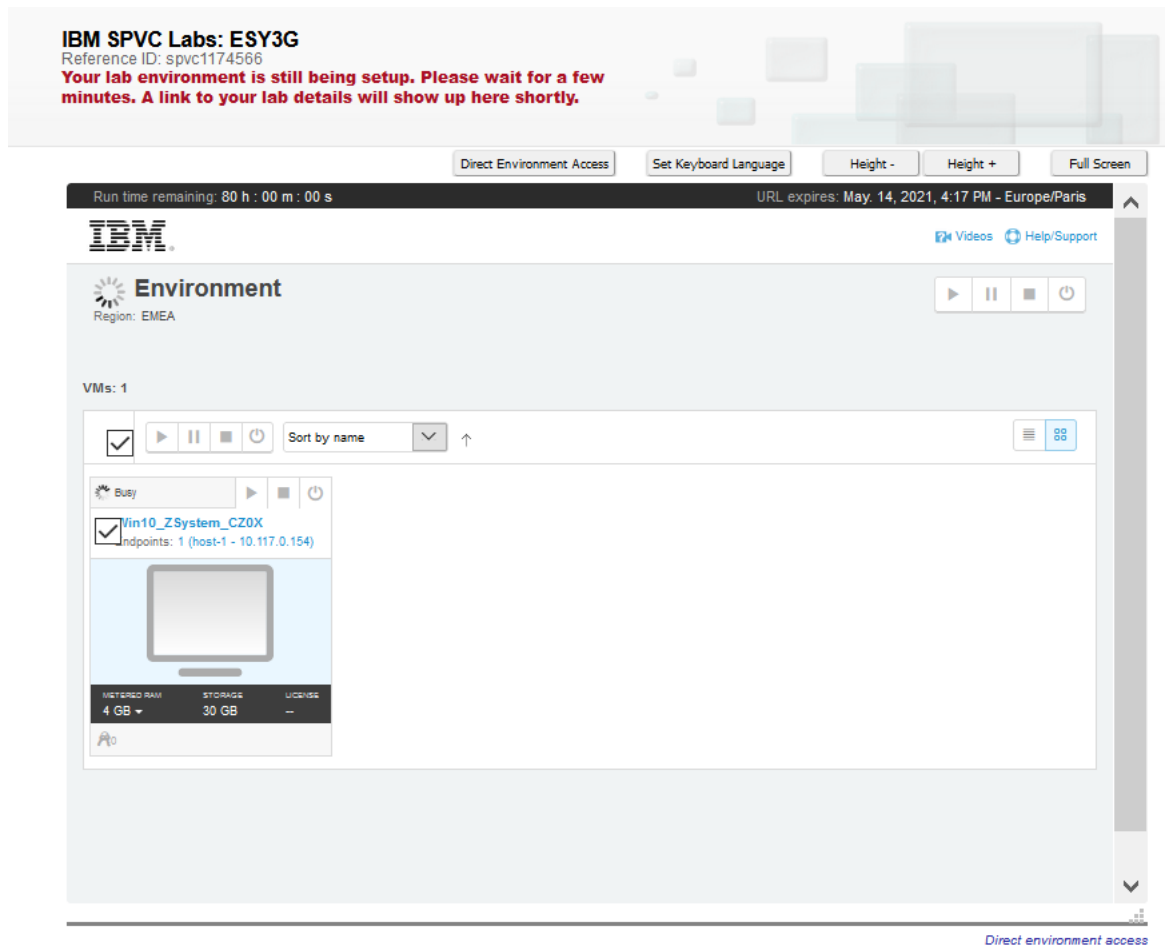 IBM SPVC Labs: ESY3G
Reference ID: spvc1174566
Your lab environment is still being setup. Please wait for a few
minutes. A link to your lab details will show up here shortly.
Direct Environment Access Set Keyboard Language Height - Height + Full Screen
Run time remaining: 80 h : 00 m : 00 s URL expires: May. 14, 2021, 4:17 PM - Europe/Paris
IBM. Videos Help/Support
Environment
Region: EMEA
VMs: 1
Sort by name
Busy
Win10_ZSystem_CZ0X
Endpoints: 1 (host-1 - 10.117.0.154)
METERED RAM STORAGE LICENSE
4 GB 30 GB --
0
Direct environment access